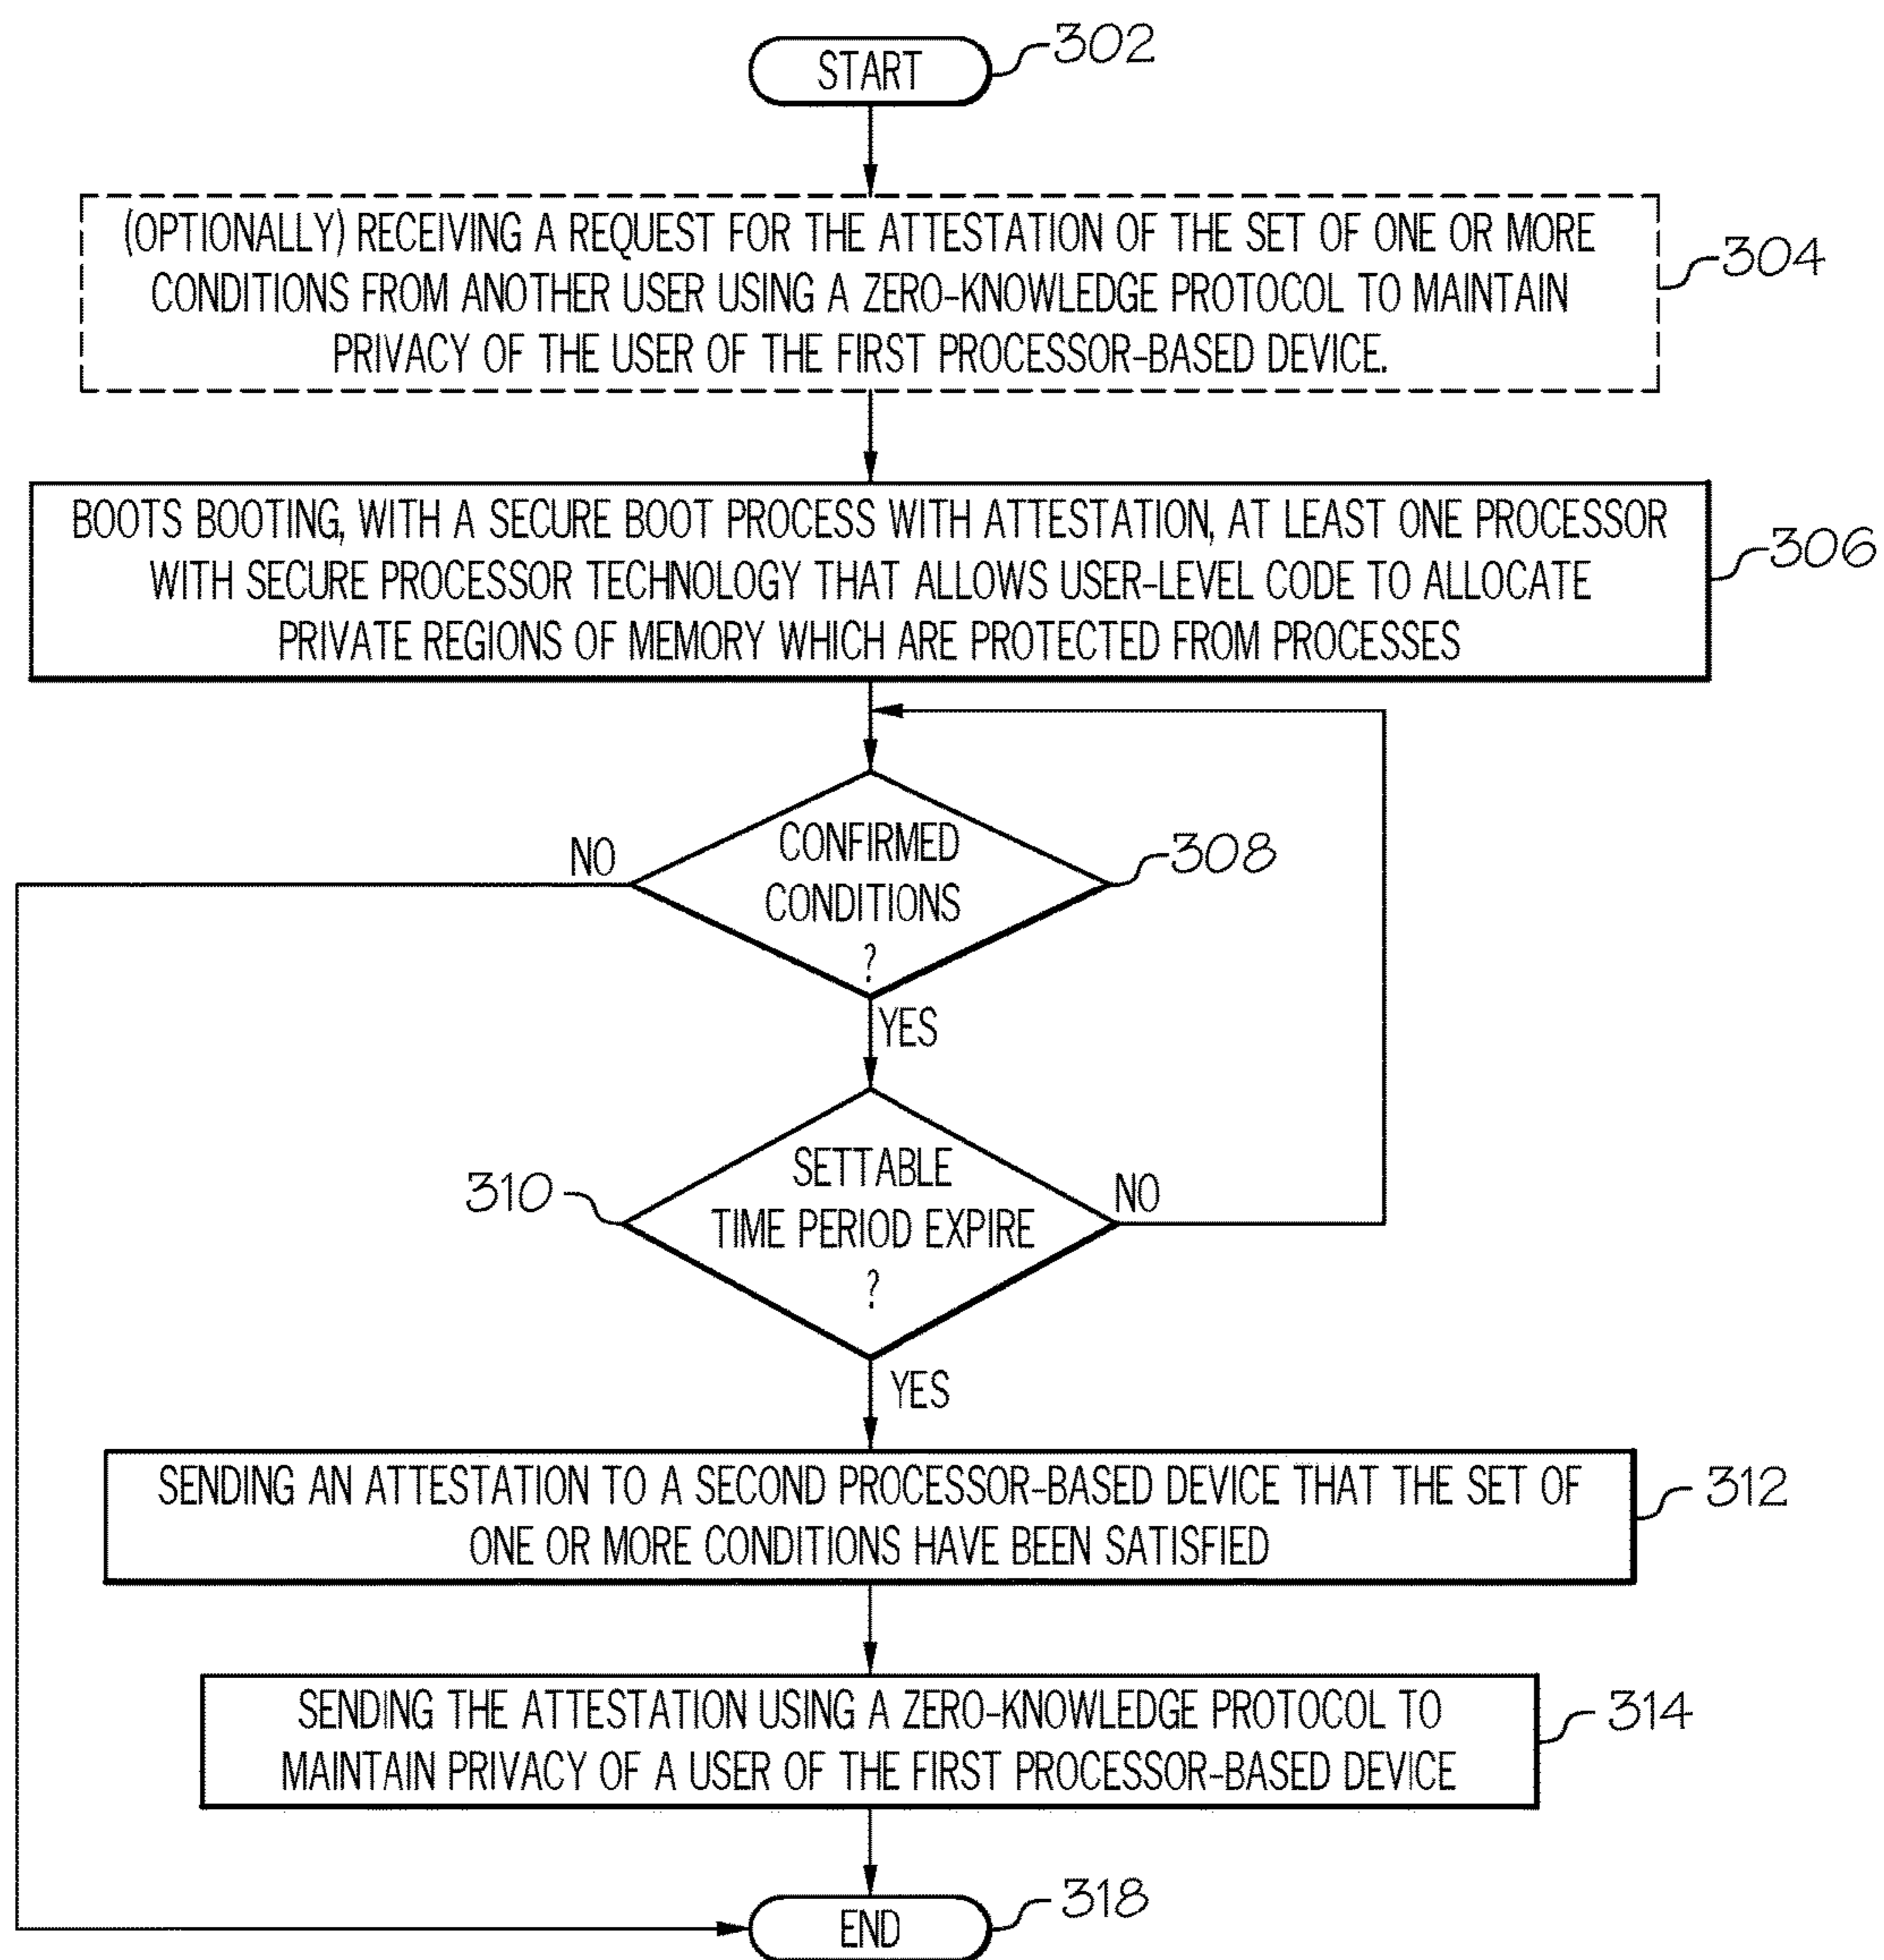 START
302
(OPTIONALLY) RECEIVING A REQUEST FOR THE ATTESTATION OF THE SET OF ONE OR MORE
CONDITIONS FROM ANOTHER USER USING A ZERO-KNOWLEDGE PROTOCOL TO MAINTAIN
PRIVACY OF THE USER OF THE FIRST PROCESSOR-BASED DEVICE.
304
BOOTS BOOTING, WITH A SECURE BOOT PROCESS WITH ATTESTATION, AT LEAST ONE PROCESSOR
WITH SECURE PROCESSOR TECHNOLOGY THAT ALLOWS USER-LEVEL CODE TO ALLOCATE
PRIVATE REGIONS OF MEMORY WHICH ARE PROTECTED FROM PROCESSES
306
NO
CONFIRMED
CONDITIONS
?
308
YES
310
SETTABLE
TIME PERIOD EXPIRE
?
NO
YES
SENDING AN ATTESTATION TO A SECOND PROCESSOR-BASED DEVICE THAT THE SET OF
ONE OR MORE CONDITIONS HAVE BEEN SATISFIED
312
SENDING THE ATTESTATION USING A ZERO-KNOWLEDGE PROTOCOL TO
MAINTAIN PRIVACY OF A USER OF THE FIRST PROCESSOR-BASED DEVICE
314
END
318